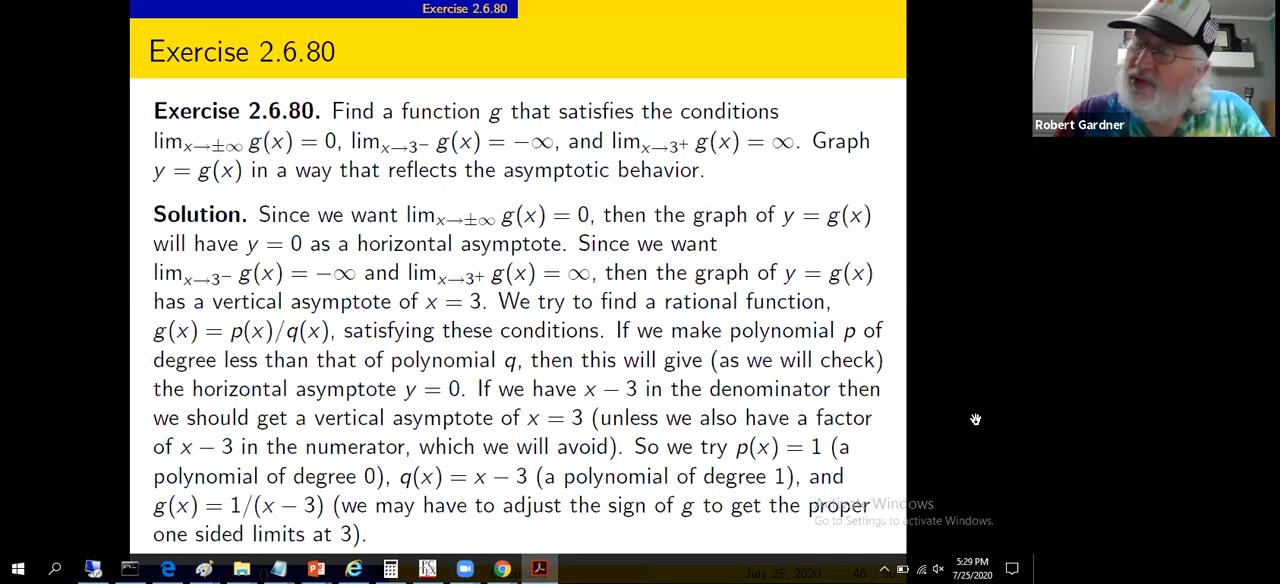 Exercise 2.6.80
Exercise 2.6.80
Exercise 2.6.80. Find a function g that satisfies the conditions
lim_{x→±∞} g(x) = 0, lim_{x→3⁻} g(x) = −∞, and lim_{x→3⁺} g(x) = ∞. Graph
y = g(x) in a way that reflects the asymptotic behavior.
Solution. Since we want lim_{x→±∞} g(x) = 0, then the graph of y = g(x)
will have y = 0 as a horizontal asymptote. Since we want
lim_{x→3⁻} g(x) = −∞ and lim_{x→3⁺} g(x) = ∞, then the graph of y = g(x)
has a vertical asymptote of x = 3. We try to find a rational function,
g(x) = p(x)/q(x), satisfying these conditions. If we make polynomial p of
degree less than that of polynomial q, then this will give (as we will check)
the horizontal asymptote y = 0. If we have x − 3 in the denominator then
we should get a vertical asymptote of x = 3 (unless we also have a factor
of x − 3 in the numerator, which we will avoid). So we try p(x) = 1 (a
polynomial of degree 0), q(x) = x − 3 (a polynomial of degree 1), and
g(x) = 1/(x − 3) (we may have to adjust the sign of g to get the proper
one sided limits at 3).
Robert Gardner
Activate Windows
Go to Settings to activate Windows.
July 25, 2020 46 /
5:29 PM
7/25/2020